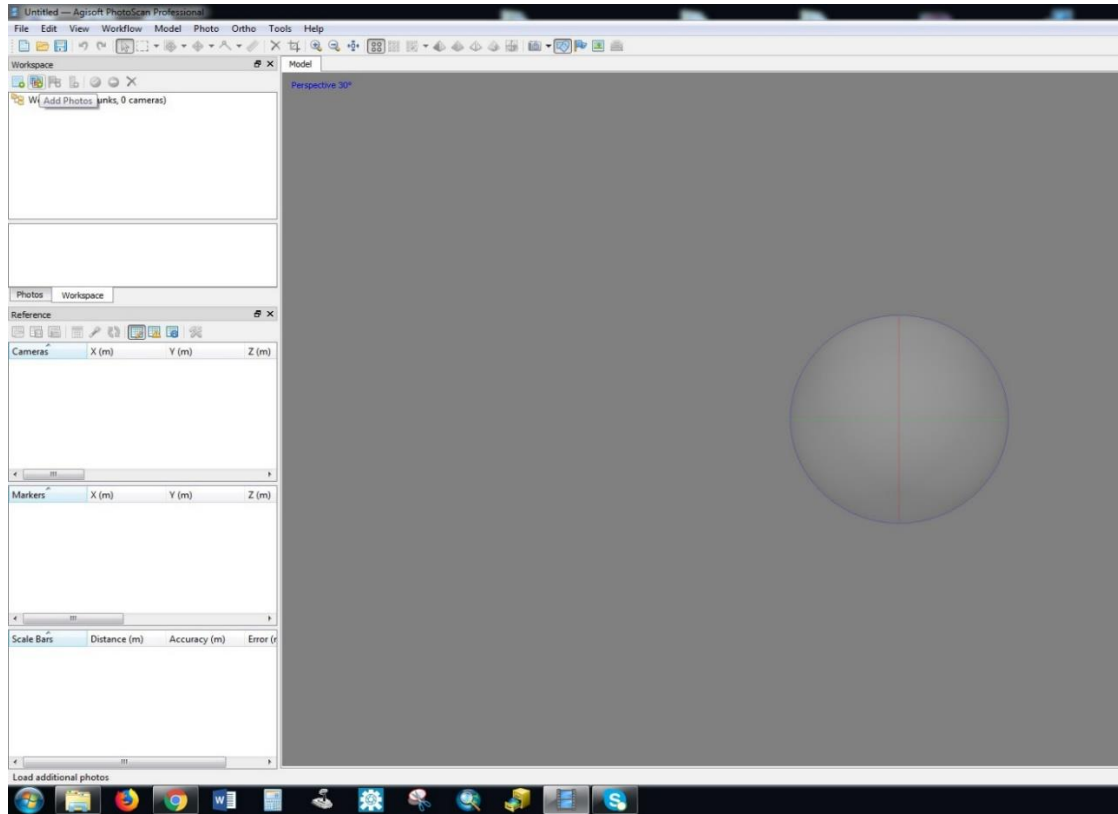 Untitled — Agisoft PhotoScan Professional
File Edit View Workflow Model Photo Ortho Tools Help
Workspace
Model
Perspective 30°
Add Photos
unks, 0 cameras)
Photos Workspace
Reference
Cameras X (m) Y (m) Z (m)
Markers X (m) Y (m) Z (m)
Scale Bars Distance (m) Accuracy (m) Error (
Load additional photos